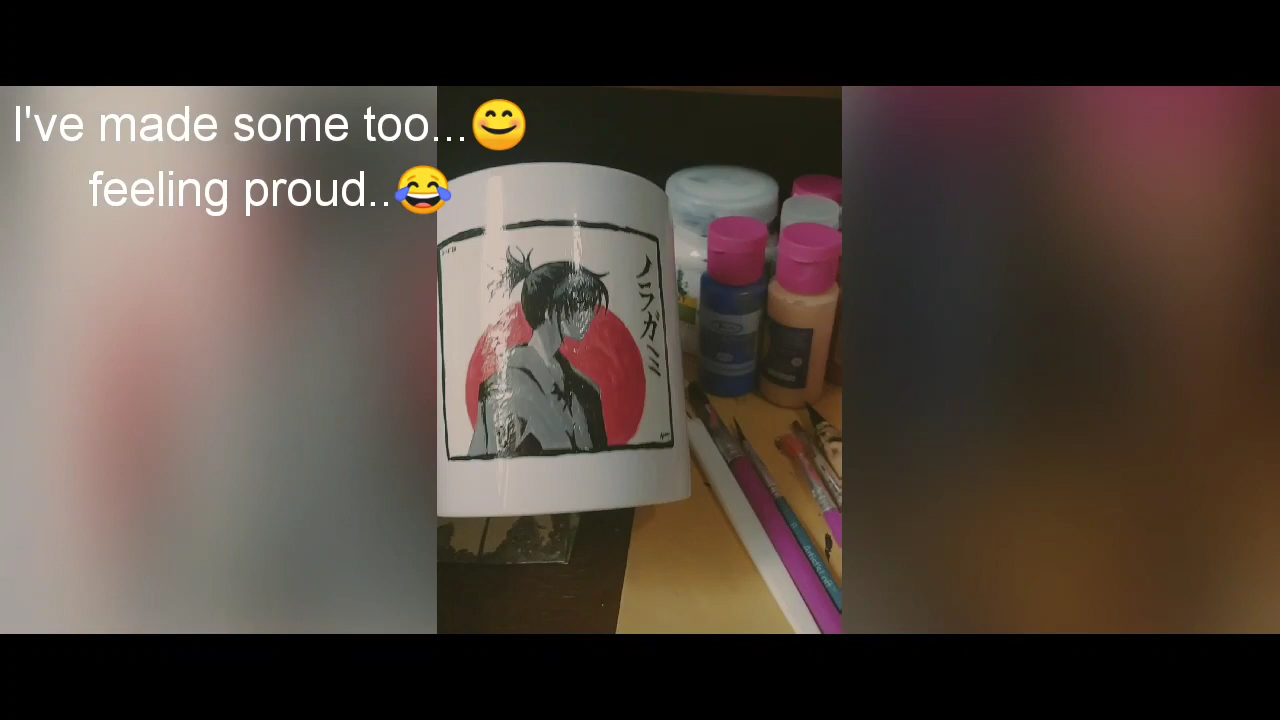 I've made some too...😊
feeling proud..😂
ノラガミ